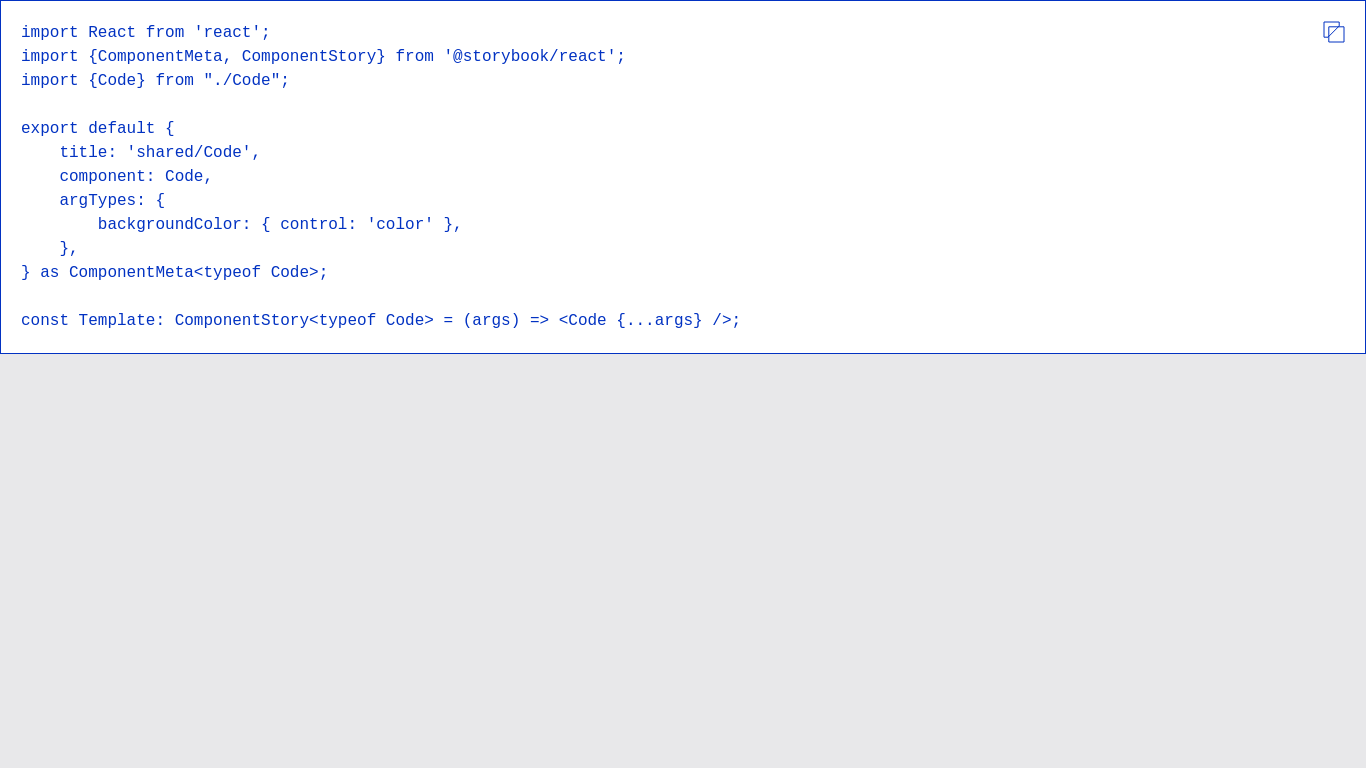 import React from 'react';
import {ComponentMeta, ComponentStory} from '@storybook/react';
import {Code} from "./Code";

export default {
    title: 'shared/Code',
    component: Code,
    argTypes: {
        backgroundColor: { control: 'color' },
    },
} as ComponentMeta<typeof Code>;

const Template: ComponentStory<typeof Code> = (args) => <Code {...args} />;